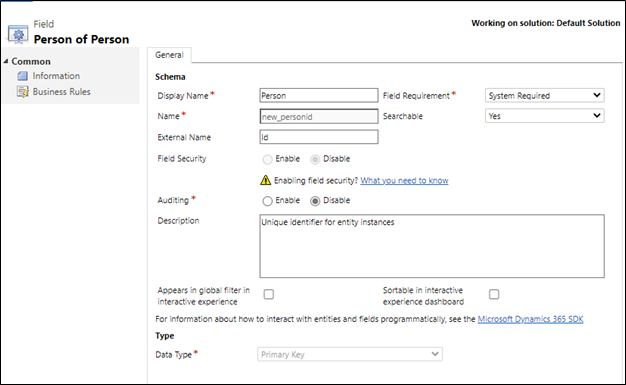 Field
Working on solution: Default Solution
Person of Person
Common
Information
Business Rules
General
Schema
Display Name * Person Field Requirement * System Required
Name * new_personid Searchable Yes
External Name Id
Field Security Enable Disable
Enabling field security? What you need to know
Auditing * Enable Disable
Description Unique identifier for entity instances
Appears in global filter in
interactive experience
Sortable in interactive
experience dashboard
For information about how to interact with entities and fields programmatically, see the Microsoft Dynamics 365 SDK
Type
Data Type * Primary Key